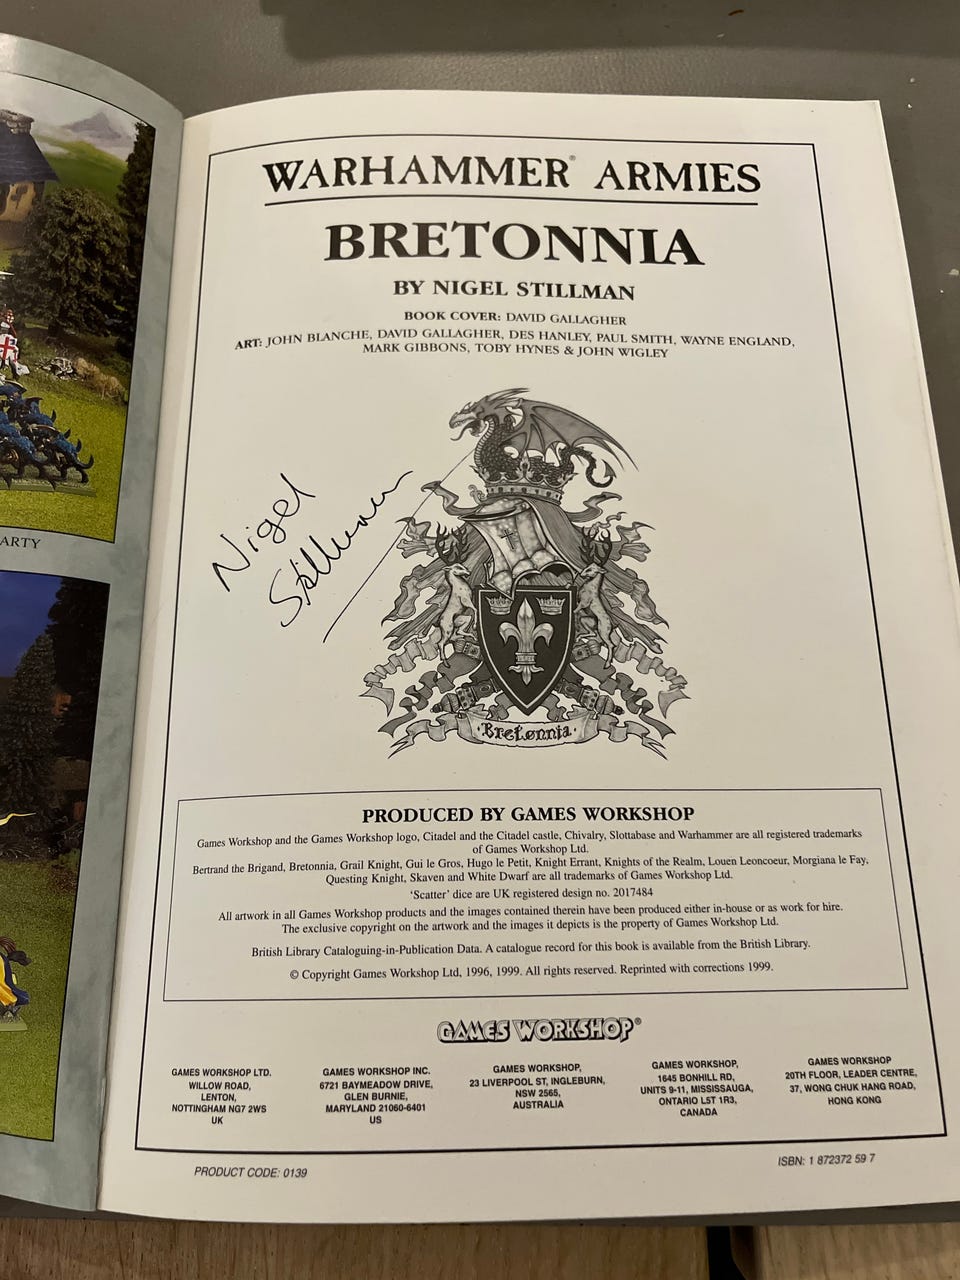 ARTY
WARHAMMER® ARMIES
BRETONNIA
BY NIGEL STILLMAN
BOOK COVER: DAVID GALLAGHER
ART: JOHN BLANCHE, DAVID GALLAGHER, DES HANLEY, PAUL SMITH, WAYNE ENGLAND,
MARK GIBBONS, TOBY HYNES & JOHN WIGLEY
Nigel
Stillman
·Bretonnia·
PRODUCED BY GAMES WORKSHOP
Games Workshop and the Games Workshop logo, Citadel and the Citadel castle, Chivalry, Slottabase and Warhammer are all registered trademarks
of Games Workshop Ltd.
Bertrand the Brigand, Bretonnia, Grail Knight, Gui le Gros, Hugo le Petit, Knight Errant, Knights of the Realm, Louen Leoncoeur, Morgiana le Fay,
Questing Knight, Skaven and White Dwarf are all trademarks of Games Workshop Ltd.
‘Scatter’ dice are UK registered design no. 2017484
All artwork in all Games Workshop products and the images contained therein have been produced either in-house or as work for hire.
The exclusive copyright on the artwork and the images it depicts is the property of Games Workshop Ltd.
British Library Cataloguing-in-Publication Data. A catalogue record for this book is available from the British Library.
© Copyright Games Workshop Ltd, 1996, 1999. All rights reserved. Reprinted with corrections 1999.
GAMES WORKSHOP®
GAMES WORKSHOP LTD.
WILLOW ROAD,
LENTON,
NOTTINGHAM NG7 2WS
UK
GAMES WORKSHOP INC.
6721 BAYMEADOW DRIVE,
GLEN BURNIE,
MARYLAND 21060-6401
US
GAMES WORKSHOP,
23 LIVERPOOL ST, INGLEBURN,
NSW 2565,
AUSTRALIA
GAMES WORKSHOP,
1645 BONHILL RD,
UNITS 9-11, MISSISSAUGA,
ONTARIO L5T 1R3,
CANADA
GAMES WORKSHOP
20TH FLOOR, LEADER CENTRE,
37, WONG CHUK HANG ROAD,
HONG KONG
PRODUCT CODE: 0139
ISBN: 1 872372 59 7